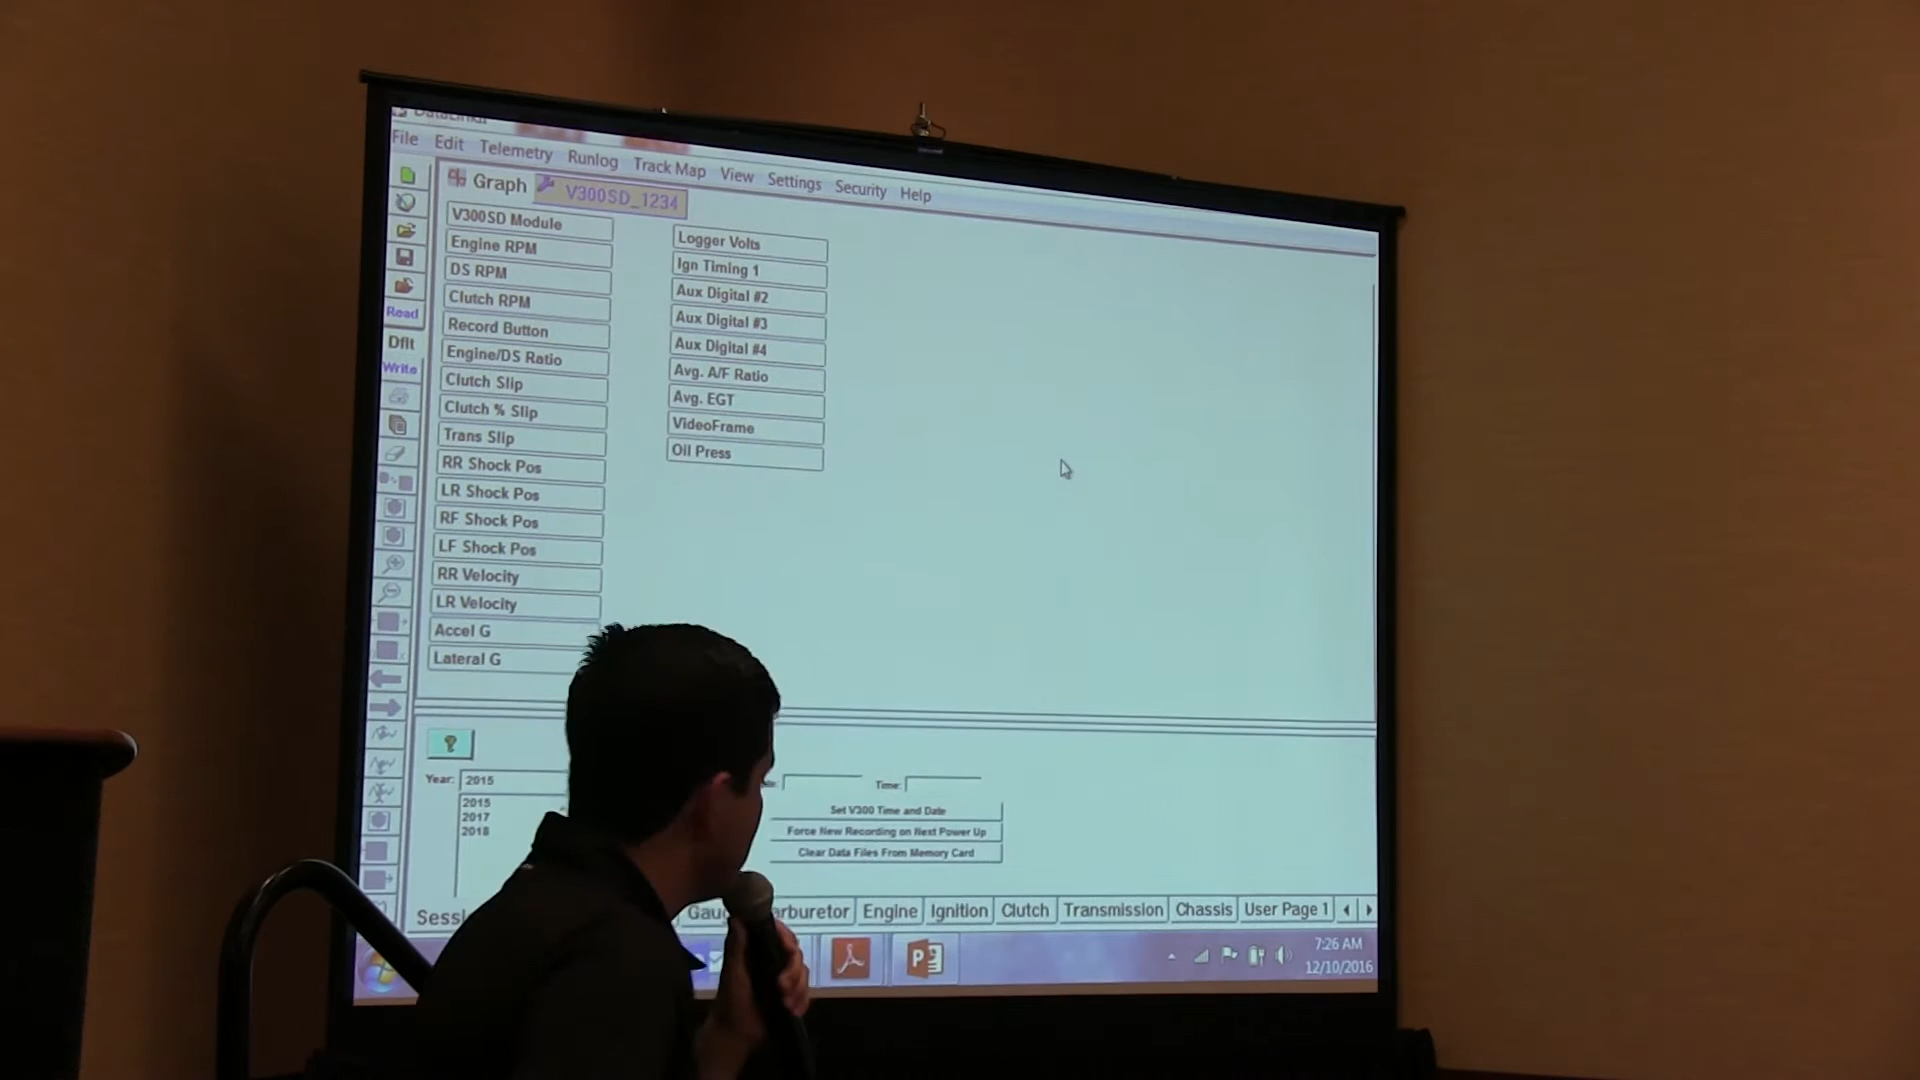 DataLink II
File Edit Telemetry Runlog Track Map View Settings Security Help
Graph V300SD_1234
V300SD Module
Engine RPM
DS RPM
Clutch RPM
Record Button
Engine/DS Ratio
Clutch Slip
Clutch % Slip
Trans Slip
RR Shock Pos
LR Shock Pos
RF Shock Pos
LF Shock Pos
RR Velocity
LR Velocity
Accel G
Lateral G
Logger Volts
Ign Timing 1
Aux Digital #2
Aux Digital #3
Aux Digital #4
Avg. A/F Ratio
Avg. EGT
VideoFrame
Oil Press
Read
Dflt
Write
Year: 2015
2015
2017
2018
Time:
Set V300 Time and Date
Force New Recording on Next Power Up
Clear Data Files From Memory Card
Engine Ignition Clutch Transmission Chassis User Page 1
7:26 AM
12/10/2016